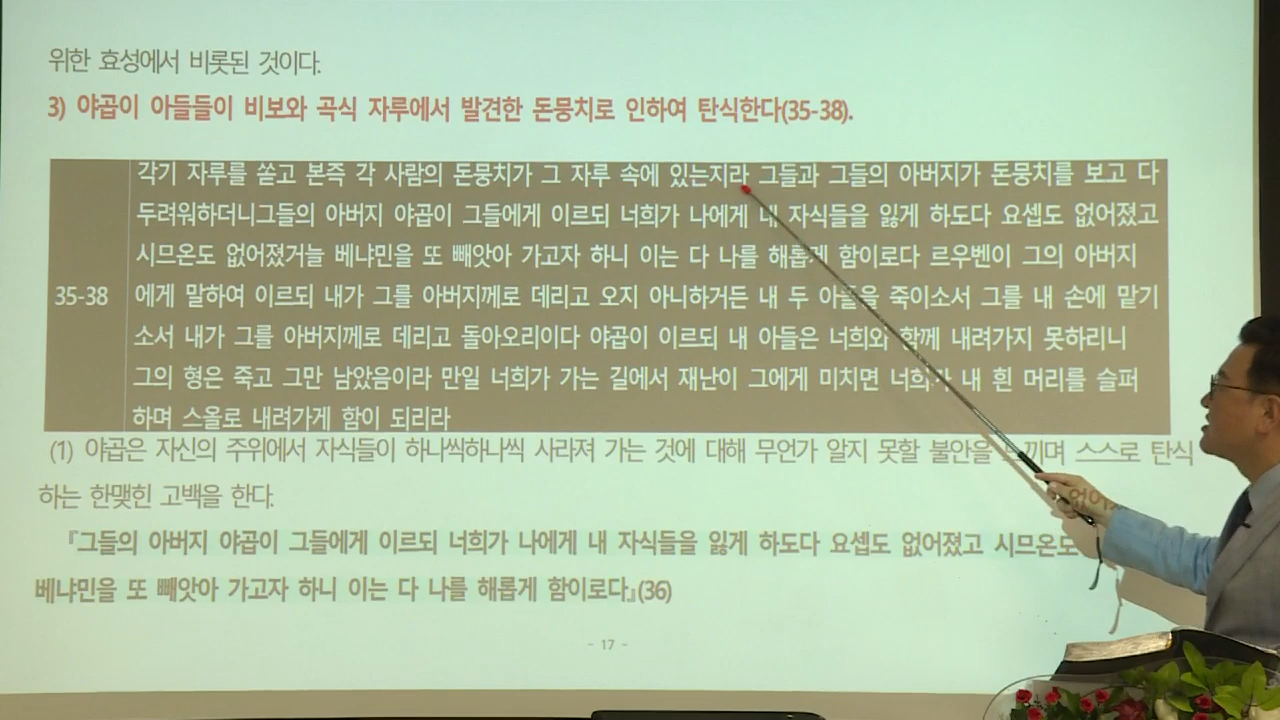 위한 효성에서 비롯된 것이다.
3) 야곱이 아들들이 비보와 곡식 자루에서 발견한 돈뭉치로 인하여 탄식한다(35-38).
각기 자루를 쏟고 본즉 각 사람의 돈뭉치가 그 자루 속에 있는지라 그들과 그들의 아버지가 돈뭉치를 보고 다
두려워하더니그들의 아버지 야곱이 그들에게 이르되 너희가 나에게 내 자식들을 잃게 하도다 요셉도 없어졌고
시므온도 없어졌거늘 베냐민을 또 빼앗아 가고자 하니 이는 다 나를 해롭게 함이로다 르우벤이 그의 아버지
35-38 에게 말하여 이르되 내가 그를 아버지께로 데리고 오지 아니하거든 내 두 아들을 죽이소서 그를 내 손에 맡기
소서 내가 그를 아버지께로 데리고 돌아오리이다 야곱이 이르되 내 아들은 너희와 함께 내려가지 못하리니
그의 형은 죽고 그만 남았음이라 만일 너희가 가는 길에서 재난이 그에게 미치면 너희가 내 흰 머리를 슬퍼
하며 스올로 내려가게 함이 되리라
(1) 야곱은 자신의 주위에서 자식들이 하나씩하나씩 사라져 가는 것에 대해 무언가 알지 못할 불안을 느끼며 스스로 탄식
하는 한맺힌 고백을 한다.
『그들의 아버지 야곱이 그들에게 이르되 너희가 나에게 내 자식들을 잃게 하도다 요셉도 없어졌고 시므온도
베냐민을 또 빼앗아 가고자 하니 이는 다 나를 해롭게 함이로다』(36)
- 17 -